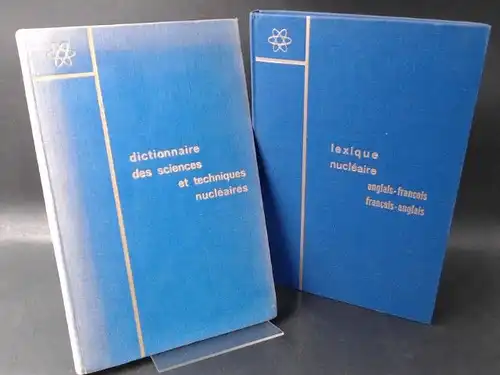 dictionnaire
des sciences
et techniques
nucléaires
lexique
nucléaire
anglais-français
français-anglais